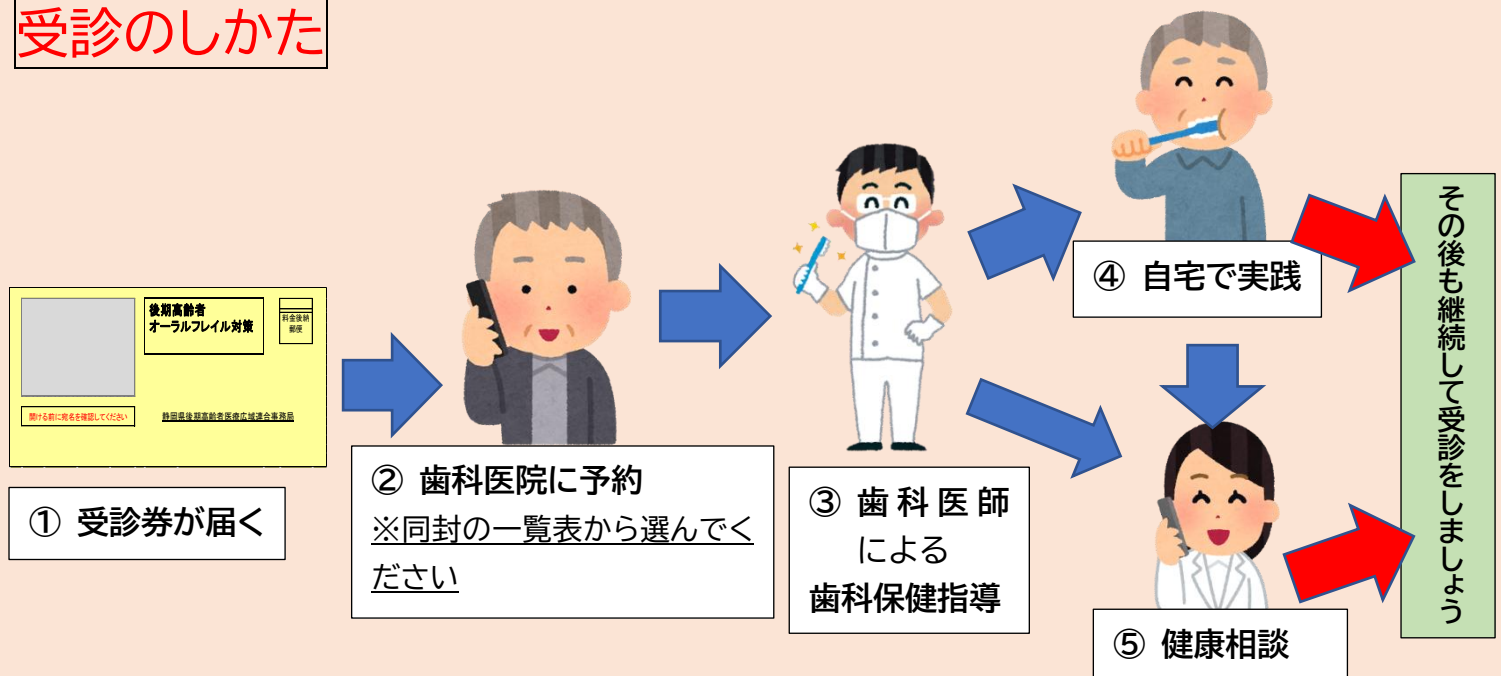 受診のしかた
後期高齢者
オーラルフレイル対策
料金後納
郵便
開ける前に宛名を確認してください
静岡県後期高齢者医療広域連合事務局
① 受診券が届く
② 歯科医院に予約
※同封の一覧表から選んでく
ださい
③ 歯科医師
による
歯科保健指導
④ 自宅で実践
⑤ 健康相談
その後も継続して受診をしましょう